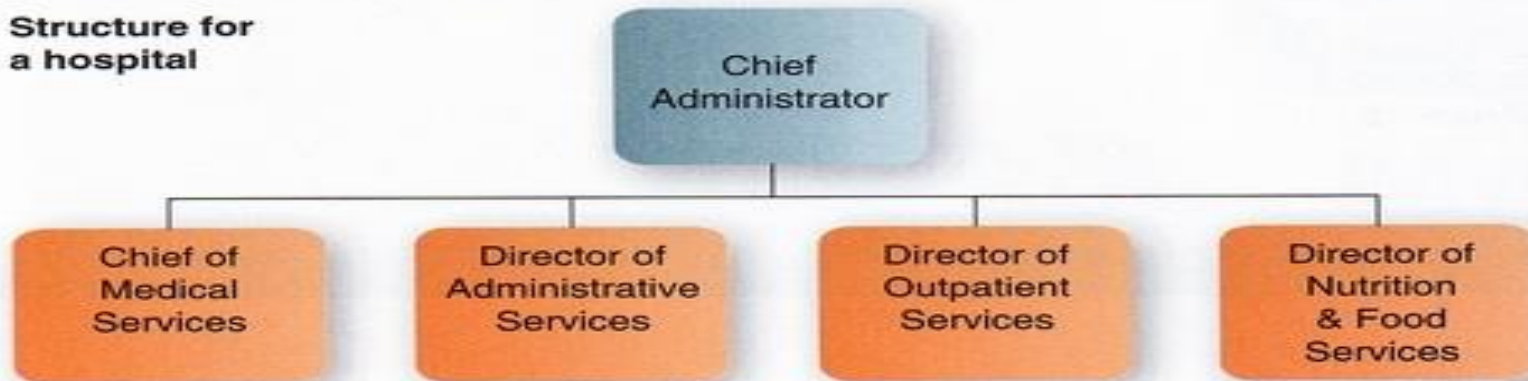 Structure for
a hospital
Chief
Administrator
Chief of
Medical
Services
Director of
Administrative
Services
Director of
Outpatient
Services
Director of
Nutrition
& Food
Services